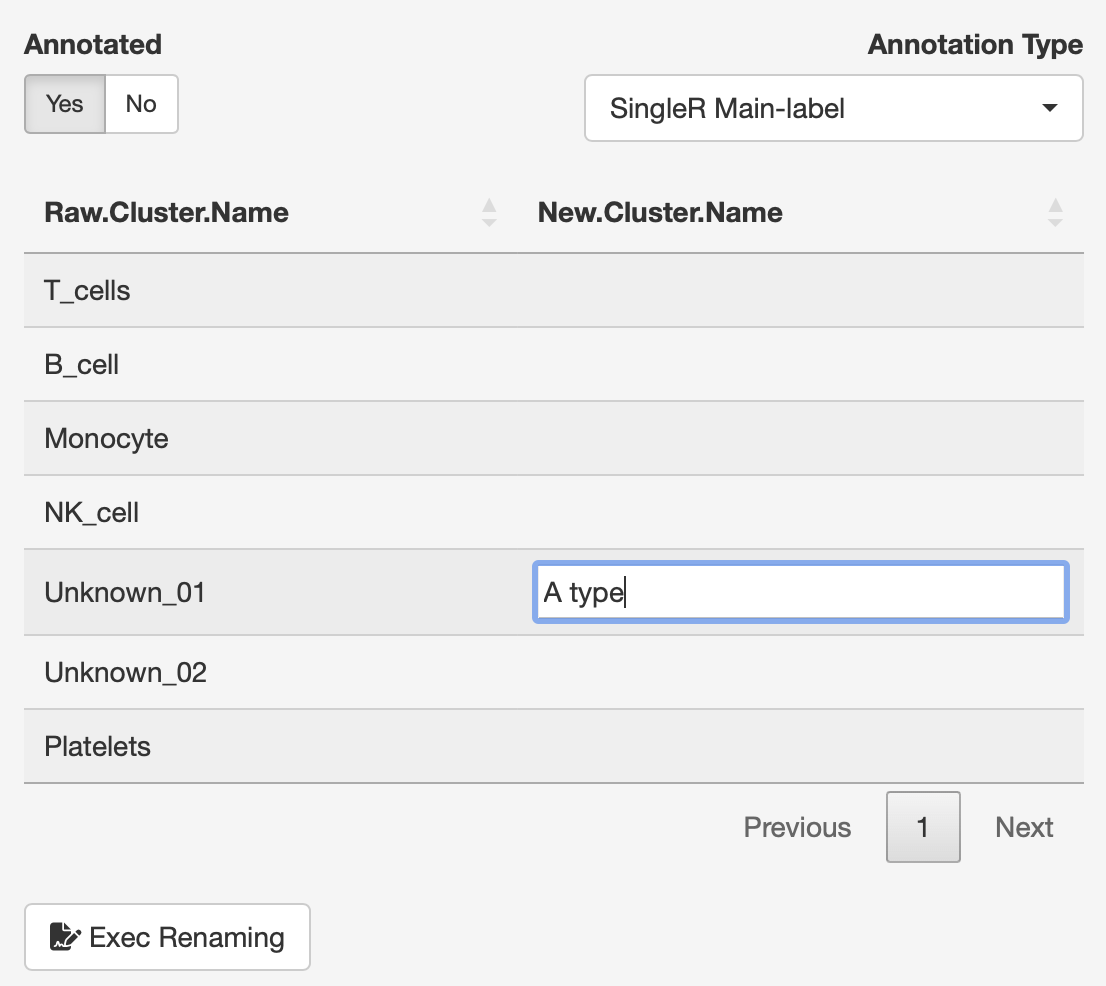 Annotated
Annotation Type
Yes No
SingleR Main-label
Raw.Cluster.Name New.Cluster.Name
T_cells
B_cell
Monocyte
NK_cell
Unknown_01 A type
Unknown_02
Platelets
Previous 1 Next
Exec Renaming